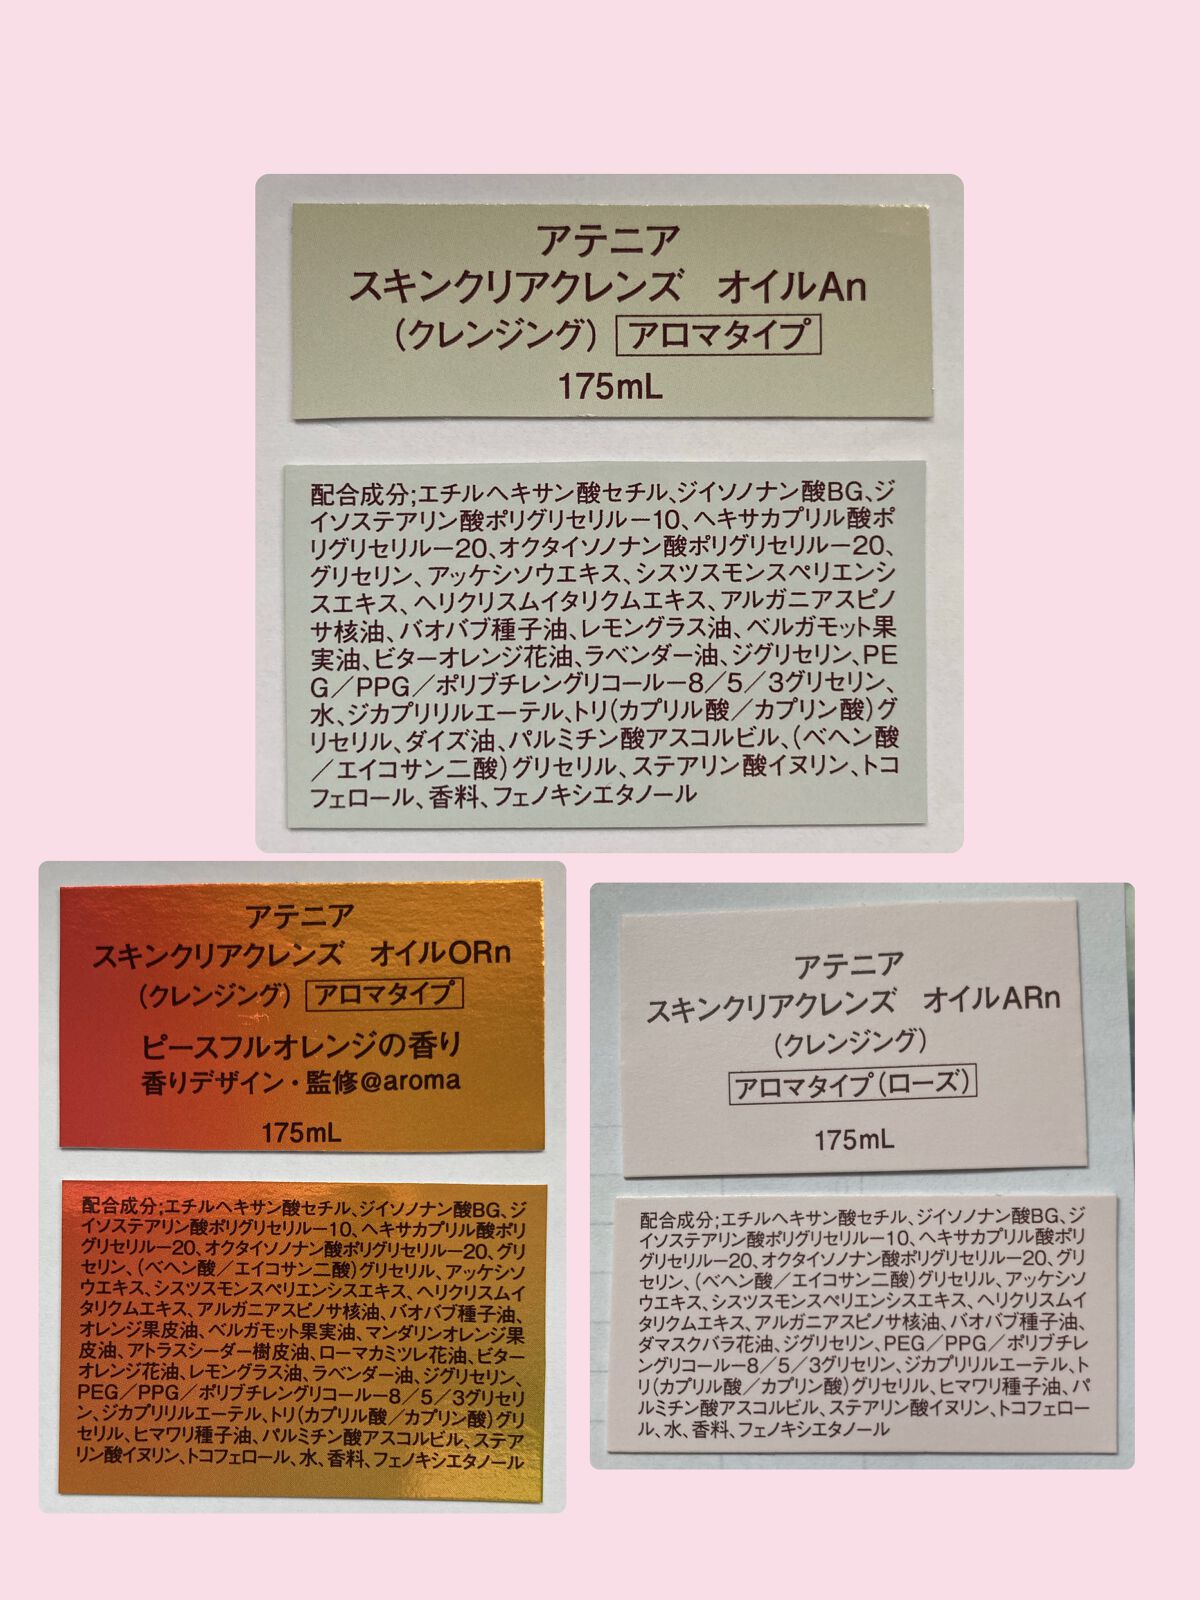 アテニア
スキンクリアクレンズ　オイルAn
(クレンジング) アロマタイプ
175mL
配合成分;エチルヘキサン酸セチル、ジイソノナン酸BG、ジ
イソステアリン酸ポリグリセリルー10、ヘキサカプリル酸ポ
リグリセリルー20、オクタイソノナン酸ポリグリセリルー20、
グリセリン、アッケシソウエキス、シスツスモンスペリエンシ
スエキス、ヘリクリスムイタリクムエキス、アルガニアスピノ
サ核油、バオバブ種子油、レモングラス油、ベルガモット果
実油、ビターオレンジ花油、ラベンダー油、ジグリセリン、PE
G／PPG／ポリブチレングリコールー8／5／3グリセリン、
水、ジカプリリルエーテル、トリ(カプリル酸／カプリン酸)グ
リセリル、ダイズ油、パルミチン酸アスコルビル、(ベヘン酸
／エイコサン二酸)グリセリル、ステアリン酸イヌリン、トコ
フェロール、香料、フェノキシエタノール
アテニア
スキンクリアクレンズ　オイルORn
(クレンジング) アロマタイプ
ピースフルオレンジの香り
香りデザイン・監修@aroma
175mL
配合成分;エチルヘキサン酸セチル、ジイソノナン酸BG、ジ
イソステアリン酸ポリグリセリルー10、ヘキサカプリル酸ポリ
グリセリルー20、オクタイソノナン酸ポリグリセリルー20、グリ
セリン、(ベヘン酸／エイコサン二酸)グリセリル、アッケシソ
ウエキス、シスツスモンスペリエンシスエキス、ヘリクリスムイ
タリクムエキス、アルガニアスピノサ核油、バオバブ種子油、
オレンジ果皮油、ベルガモット果実油、マンダリンオレンジ果
皮油、アトラスシーダー樹皮油、ローマカミツレ花油、ビター
オレンジ花油、レモングラス油、ラベンダー油、ジグリセリン、
PEG／PPG／ポリブチレングリコールー8／5／3グリセリ
ン、ジカプリリルエーテル、トリ(カプリル酸／カプリン酸)グリ
セリル、ヒマワリ種子油、パルミチン酸アスコルビル、ステア
リン酸イヌリン、トコフェロール、水、香料、フェノキシエタノール
アテニア
スキンクリアクレンズ　オイルARn
(クレンジング)
アロマタイプ(ローズ)
175mL
配合成分;エチルヘキサン酸セチル、ジイソノナン酸BG、ジ
イソステアリン酸ポリグリセリルー10、ヘキサカプリル酸ポリ
グリセリルー20、オクタイソノナン酸ポリグリセリルー20、グリ
セリン、(ベヘン酸／エイコサン二酸)グリセリル、アッケシソ
ウエキス、シスツスモンスペリエンシスエキス、ヘリクリスムイ
タリクムエキス、アルガニアスピノサ核油、バオバブ種子油、
ダマスクバラ花油、ジグリセリン、PEG／PPG／ポリブチレ
ングリコールー8／5／3グリセリン、ジカプリリルエーテル、ト
リ(カプリル酸／カプリン酸)グリセリル、ヒマワリ種子油、パ
ルミチン酸アスコルビル、ステアリン酸イヌリン、トコフェロー
ル、水、香料、フェノキシエタノール